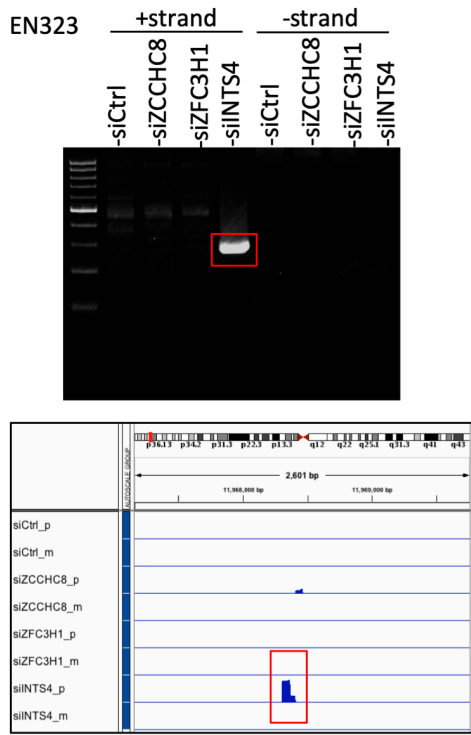 EN323
+strand
-strand
-siCtrl
-siZCCHC8
-siZFC3H1
-siINTS4
-siCtrl
-siZCCHC8
-siZFC3H1
-siINTS4
p36.13 p34.2 p31.3 p22.3 p13.3 q12 q22 q25.1 q31.3 q41 q43
AUTOSCALE GROUP
2,601 bp
11,968,000 bp 11,969,000 bp
siCtrl_p
siCtrl_m
siZCCHC8_p
siZCCHC8_m
siZFC3H1_p
siZFC3H1_m
siINTS4_p
siINTS4_m